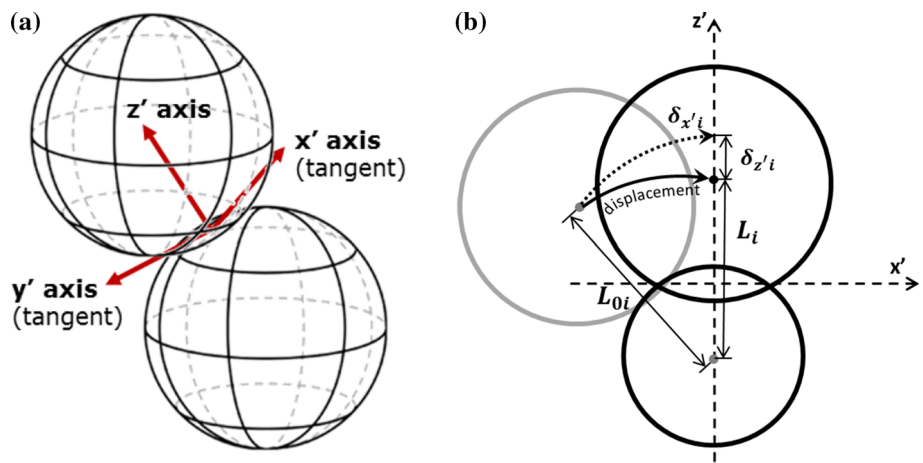 (a)
z’ axis
x’ axis
(tangent)
y’ axis
(tangent)
(b)
z’
δx′i
δz′i
displacement
Li
L0i
x’